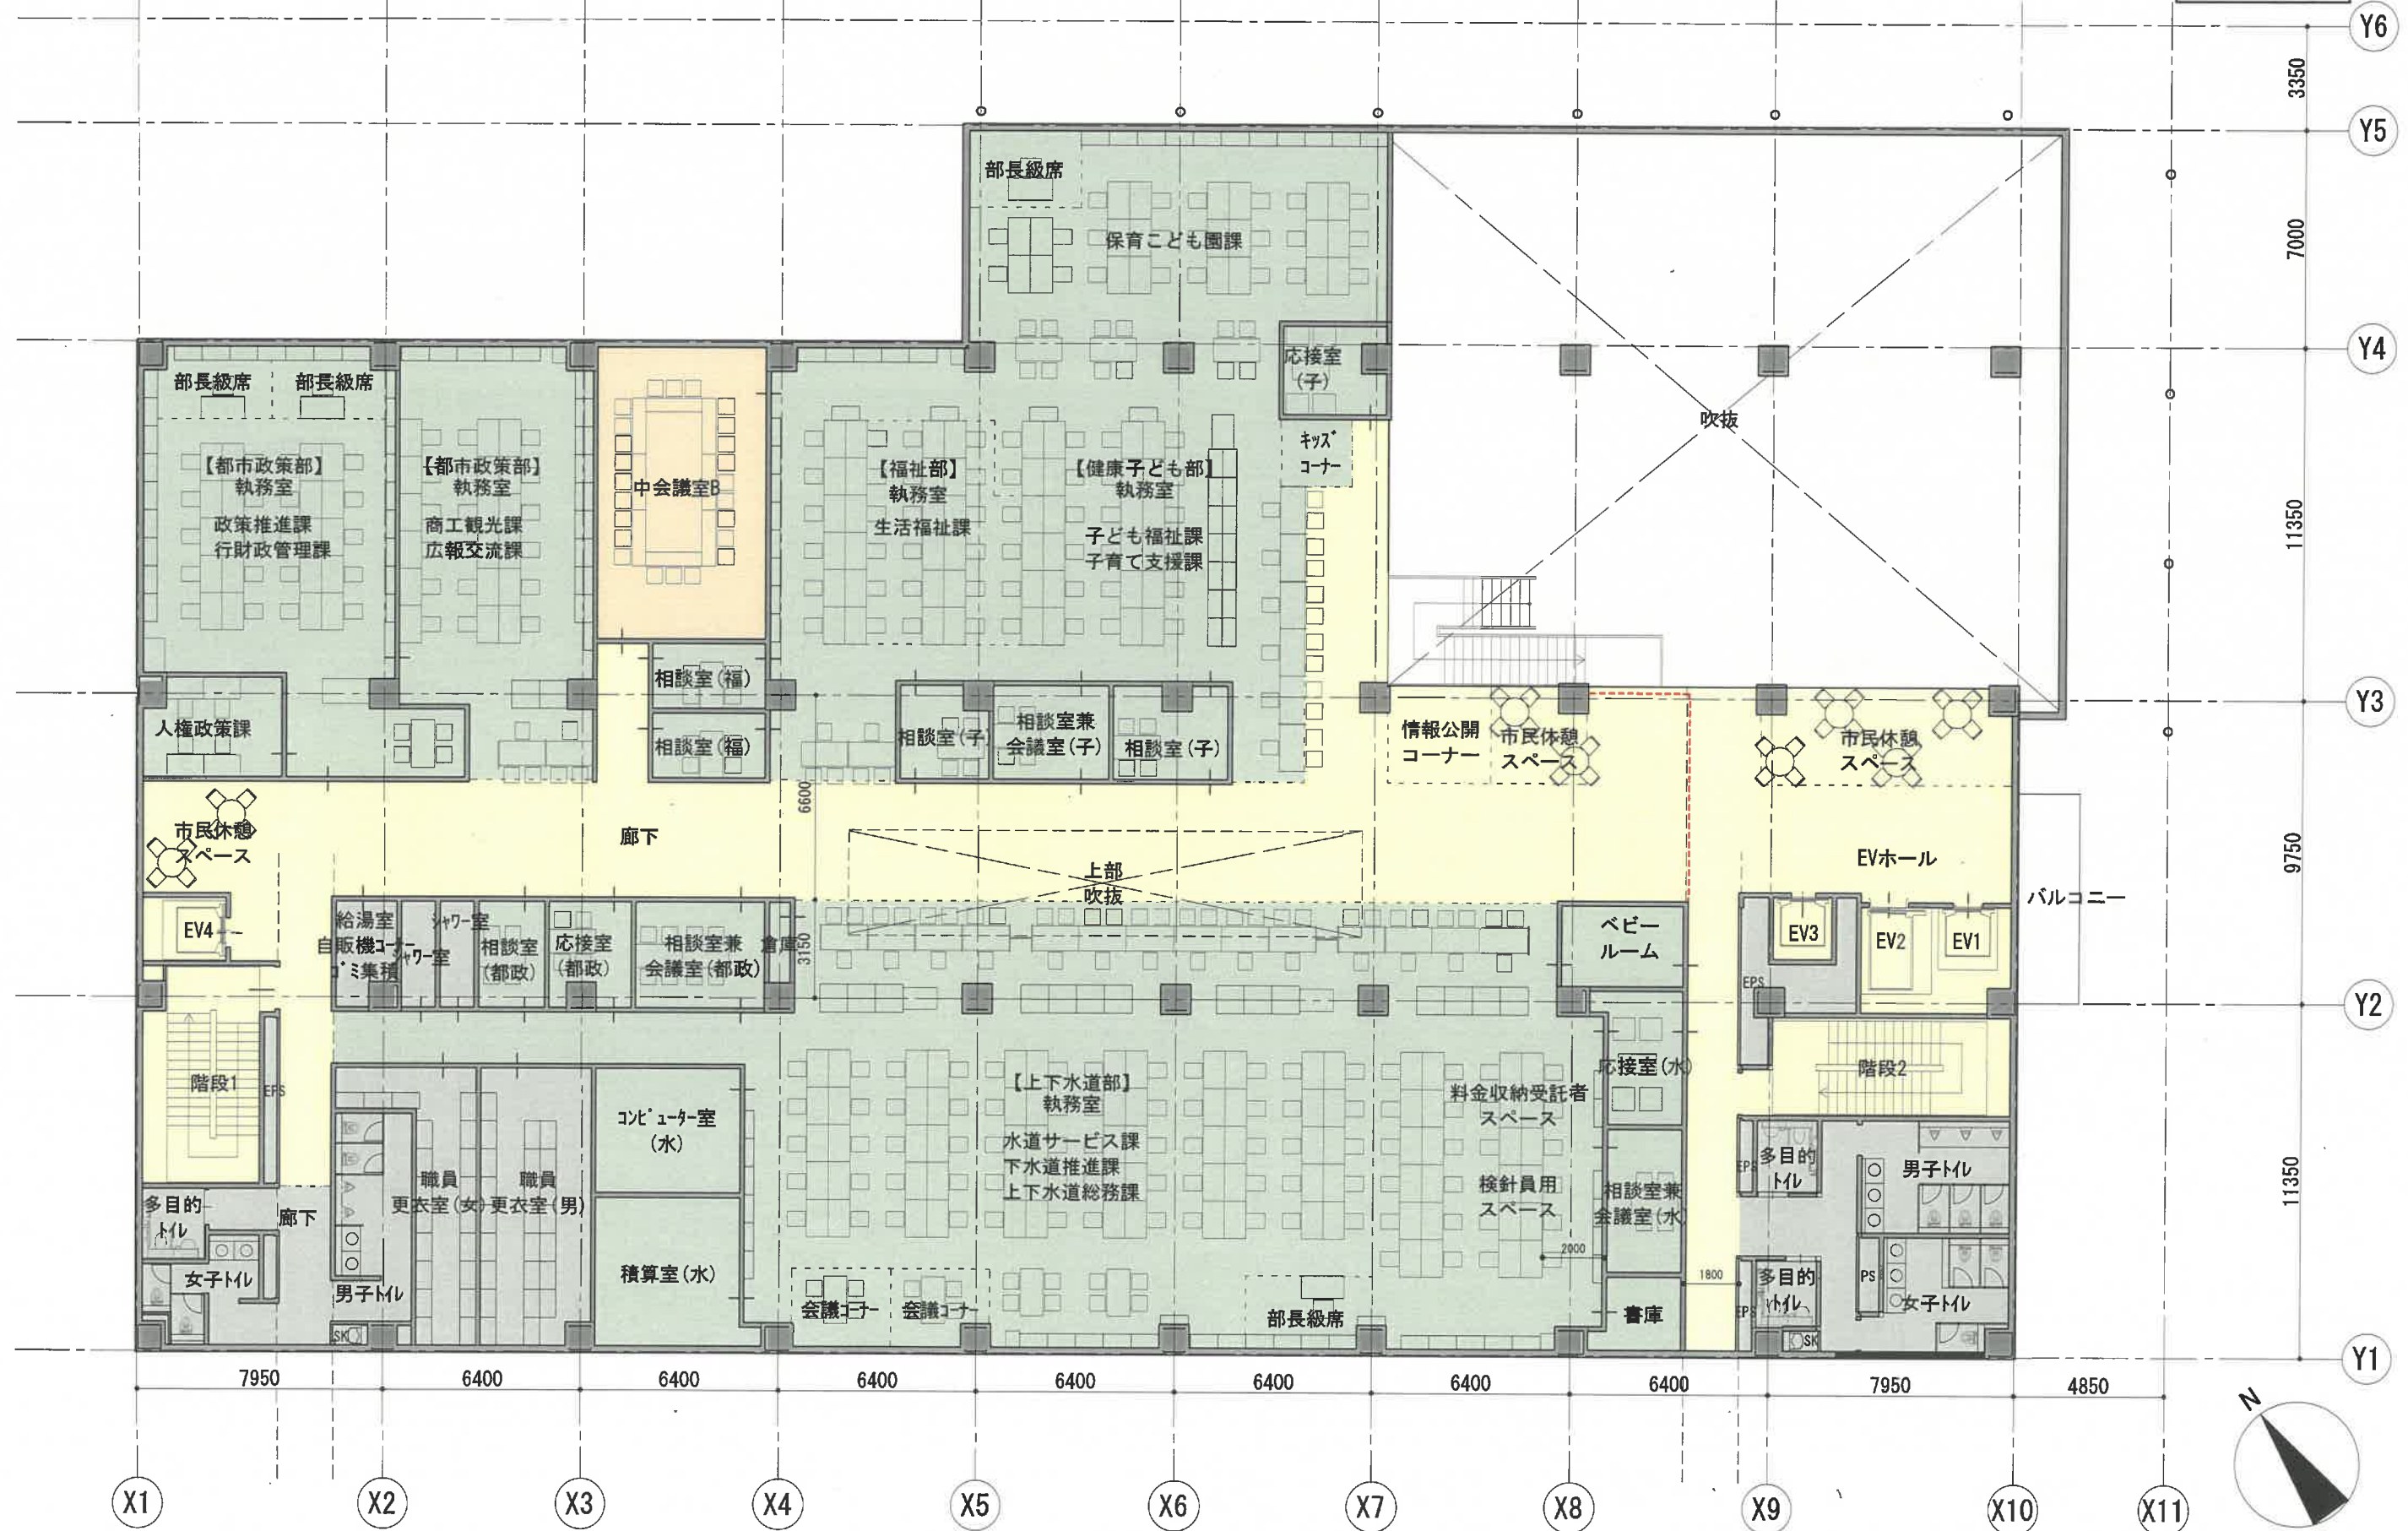 Y6
3350
Y5
部長級席
7000
保育こども園課
Y4
応接室
(子)
部長級席
部長級席
吹抜
キッズ
コーナー
【都市政策部】
執務室
政策推進課
行財政管理課
【都市政策部】
執務室
商工観光課
広報交流課
中会議室B
【福祉部】
執務室
生活福祉課
【健康子ども部】
執務室
子ども福祉課
子育て支援課
11350
相談室(福)
Y3
人権政策課
相談室(福)
相談室(子)
相談室兼
会議室(子)
相談室(子)
情報公開
コーナー
市民休憩
スペース
市民休憩
スペース
6600
市民休憩
スペース
廊下
上部
吹抜
EVホール
9750
バルコニー
EV4
給湯室
自販機コーナー
ゴミ集積
シャワー室
シャワー室
相談室
(都政)
応接室
(都政)
相談室兼
会議室(都政)
倉庫
3150
ベビー
ルーム
EV3
EV2
EV1
EPS
Y2
階段1
EPS
コンピューター室
(水)
【上下水道部】
執務室
水道サービス課
下水道推進課
上下水道総務課
料金収納受託者
スペース
応接室(水)
階段2
多目的
トイレ
廊下
職員
更衣室(女)
職員
更衣室(男)
検針員用
スペース
相談室兼
会議室(水)
EPS
多目的
トイレ
男子トイレ
11350
女子トイレ
男子トイレ
積算室(水)
2000
1800
会議コーナー
会議コーナー
部長級席
書庫
EPS
多目的
トイレ
PS
女子トイレ
SK
SK
Y1
7950
6400
6400
6400
6400
6400
6400
6400
7950
4850
N
X1
X2
X3
X4
X5
X6
X7
X8
X9
X10
X11